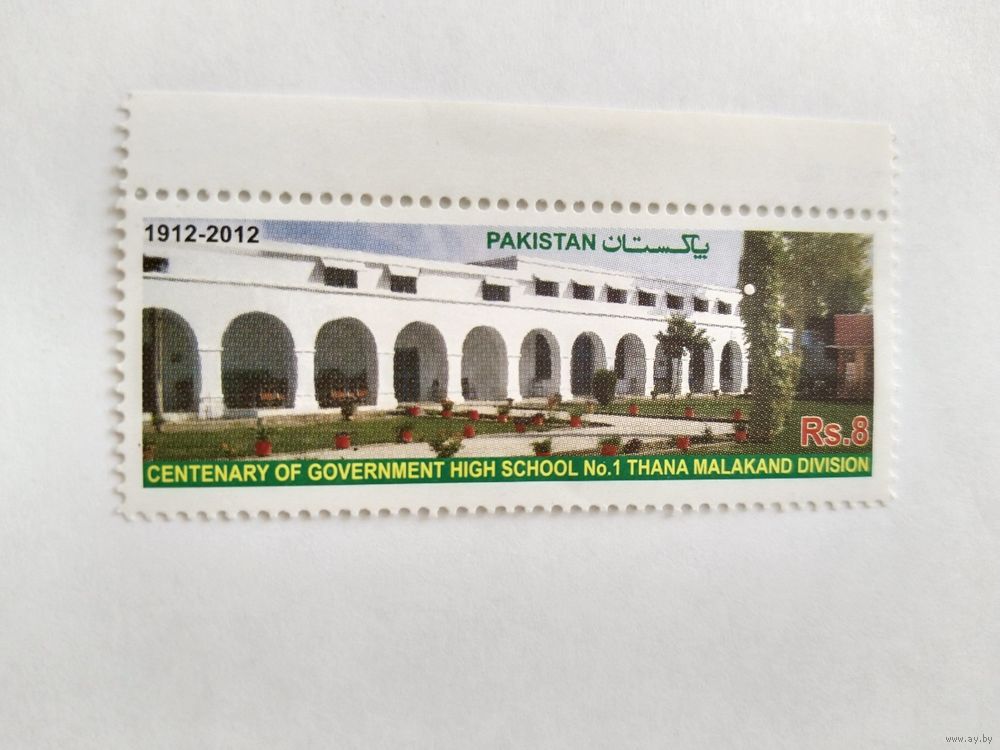 1912-2012
PAKISTAN پاکستان
Rs.8
CENTENARY OF GOVERNMENT HIGH SCHOOL No.1 THANA MALAKAND DIVISION
www.ay.by